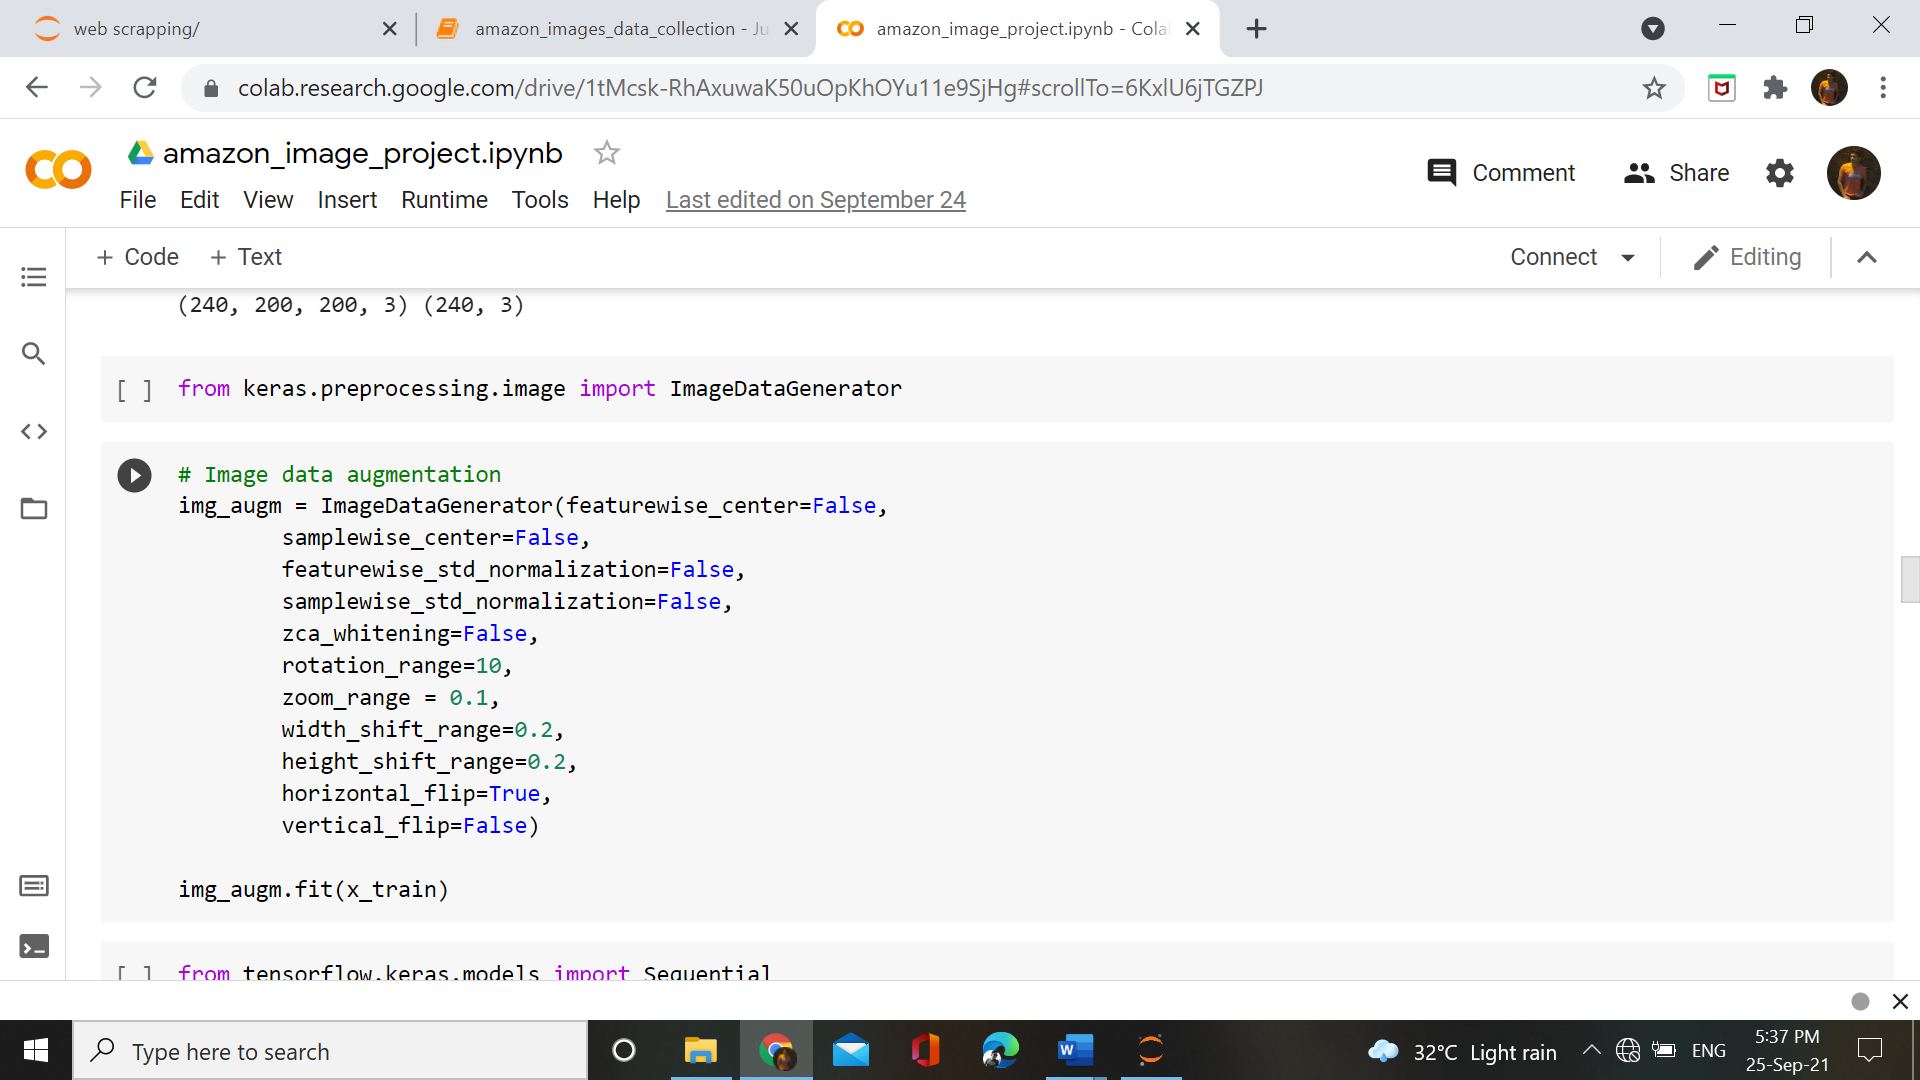 web scrapping/
amazon_images_data_collection - Ju
amazon_image_project.ipynb - Cola
colab.research.google.com/drive/1tMcsk-RhAxuwaK50uOpKhOYu11e9SjHg#scrollTo=6KxlU6jTGZPJ
amazon_image_project.ipynb
Comment
Share
File Edit View Insert Runtime Tools Help Last edited on September 24
+ Code + Text
Connect
Editing
(240, 200, 200, 3) (240, 3)
[ ] from keras.preprocessing.image import ImageDataGenerator
# Image data augmentation
img_augm = ImageDataGenerator(featurewise_center=False,
samplewise_center=False,
featurewise_std_normalization=False,
samplewise_std_normalization=False,
zca_whitening=False,
rotation_range=10,
zoom_range = 0.1,
width_shift_range=0.2,
height_shift_range=0.2,
horizontal_flip=True,
vertical_flip=False)
img_augm.fit(x_train)
[ ] from tensorflow.keras.models import Sequential
Type here to search
32°C Light rain
ENG
5:37 PM
25-Sep-21